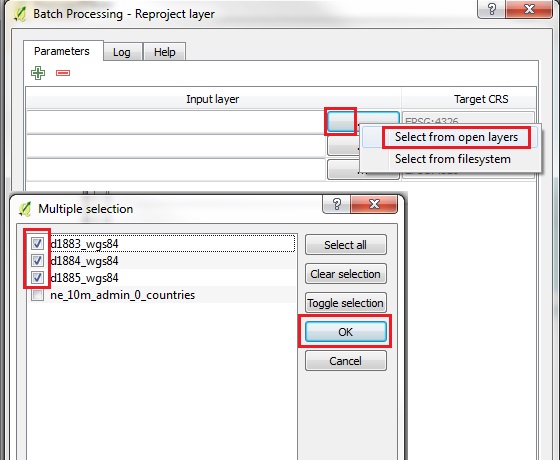 Batch Processing - Reproject layer
Parameters Log Help
Input layer Target CRS
EPSG:4326
Select from open layers
Select from filesystem
Multiple selection
d1883_wgs84
d1884_wgs84
d1885_wgs84
ne_10m_admin_0_countries
Select all
Clear selection
Toggle selection
OK
Cancel